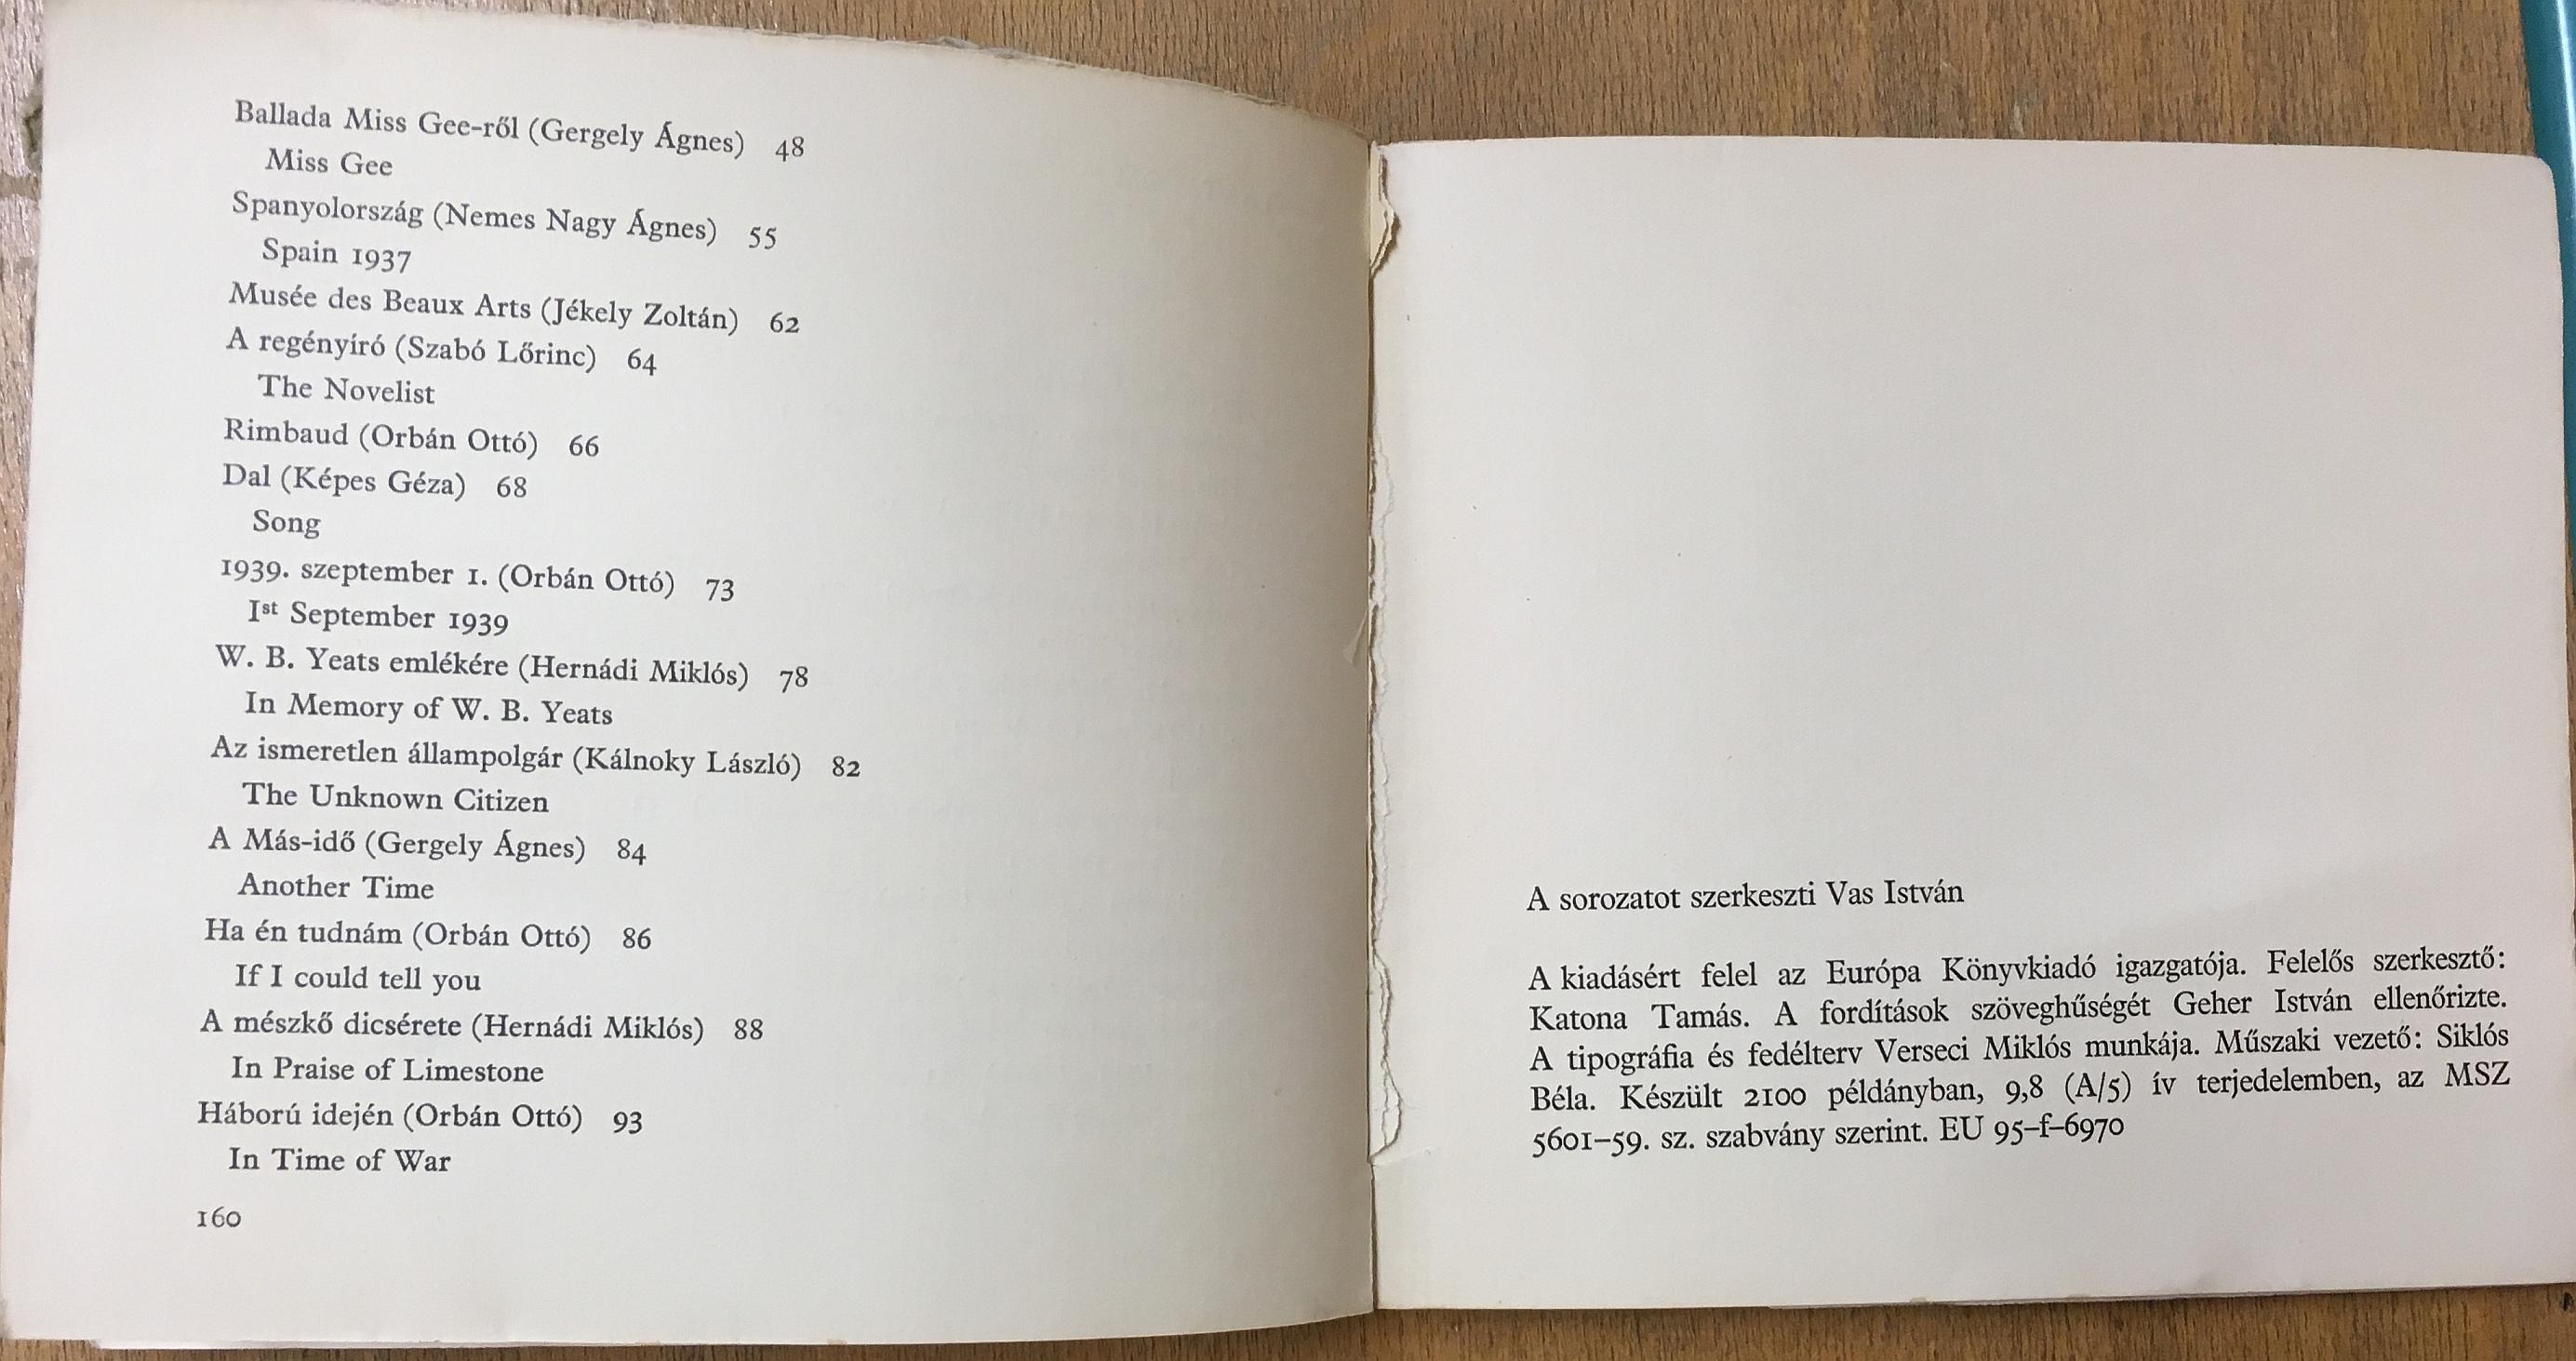 Ballada Miss Gee-ről (Gergely Ágnes) 48
Miss Gee
Spanyolország (Nemes Nagy Ágnes) 55
Spain 1937
Musée des Beaux Arts (Jékely Zoltán) 62
A regényíró (Szabó Lőrinc) 64
The Novelist
Rimbaud (Orbán Ottó) 66
Dal (Képes Géza) 68
Song
1939. szeptember 1. (Orbán Ottó) 73
Ist September 1939
W. B. Yeats emlékére (Hernádi Miklós) 78
In Memory of W. B. Yeats
Az ismeretlen állampolgár (Kálnoky László) 82
The Unknown Citizen
A Más-idő (Gergely Ágnes) 84
Another Time
Ha én tudnám (Orbán Ottó) 86
If I could tell you
A mészkő dicsérete (Hernádi Miklós) 88
In Praise of Limestone
Háború idején (Orbán Ottó) 93
In Time of War
160
A sorozatot szerkeszti Vas István
A kiadásért felel az Európa Könyvkiadó igazgatója. Felelős szerkesztő:
Katona Tamás. A fordítások szöveghűségét Geher István ellenőrizte.
A tipográfia és fedélterv Verseci Miklós munkája. Műszaki vezető: Siklós
Béla. Készült 2100 példányban, 9,8 (A/5) ív terjedelemben, az MSZ
5601–59. sz. szabvány szerint. EU 95–f–6970